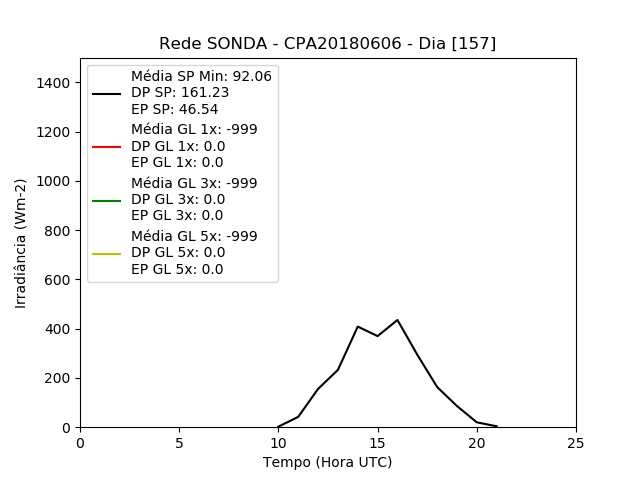 Rede SONDA - CPA20180606 - Dia [157]
Irradiância (Wm-2)
1400
1200
1000
800
600
400
200
0
Média SP Min: 92.06
DP SP: 161.23
EP SP: 46.54
Média GL 1x: -999
DP GL 1x: 0.0
EP GL 1x: 0.0
Média GL 3x: -999
DP GL 3x: 0.0
EP GL 3x: 0.0
Média GL 5x: -999
DP GL 5x: 0.0
EP GL 5x: 0.0
0 5 10 15 20 25
Tempo (Hora UTC)